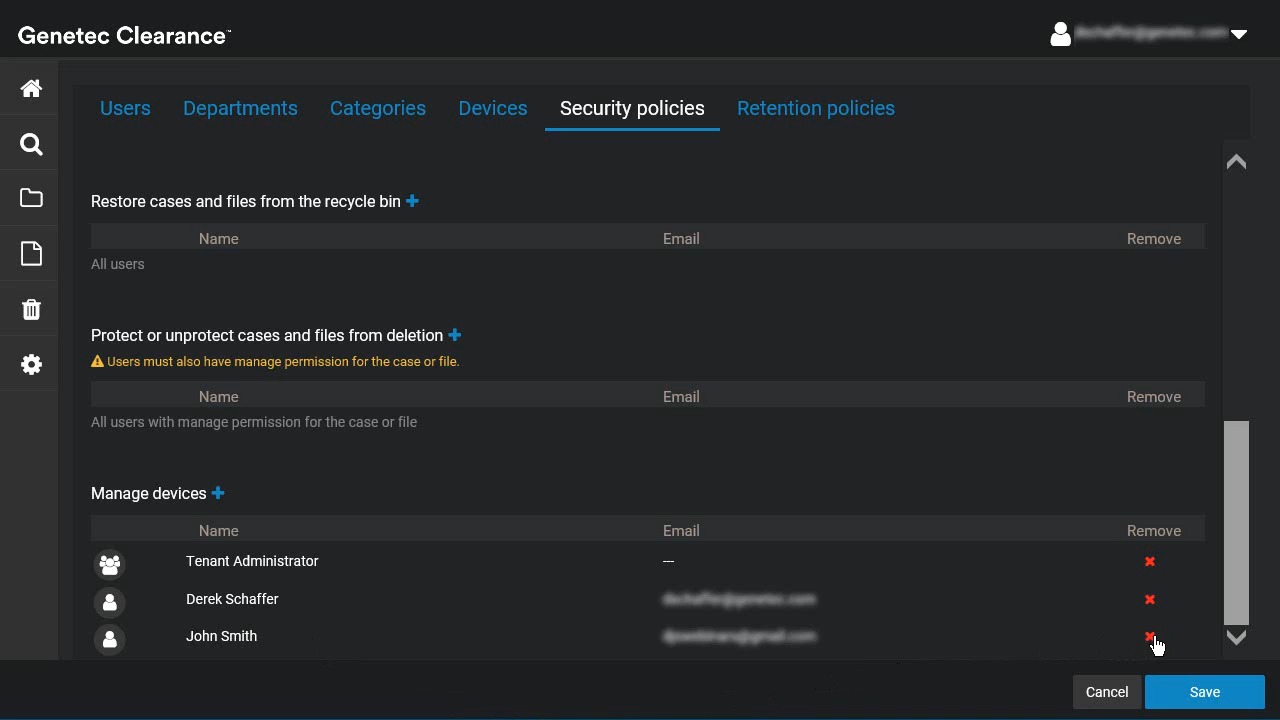 Genetec Clearance™
Users Departments Categories Devices Security policies Retention policies
Restore cases and files from the recycle bin
Name Email Remove
All users
Protect or unprotect cases and files from deletion
Users must also have manage permission for the case or file.
Name Email Remove
All users with manage permission for the case or file
Manage devices
Name Email Remove
Tenant Administrator ---
Derek Schaffer
John Smith
Cancel Save